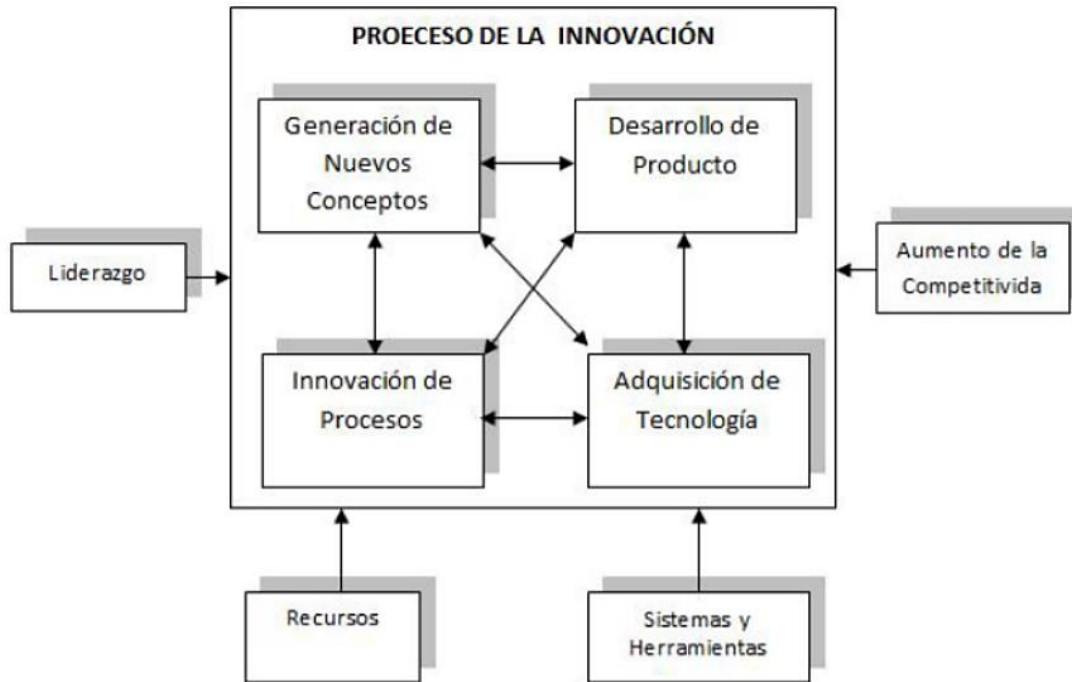 PROECESO DE LA INNOVACIÓN
Generación de
Nuevos
Conceptos
Desarrollo de
Producto
Liderazgo
Aumento de la
Competitivida
Innovación de
Procesos
Adquisición de
Tecnología
Recursos
Sistemas y
Herramientas